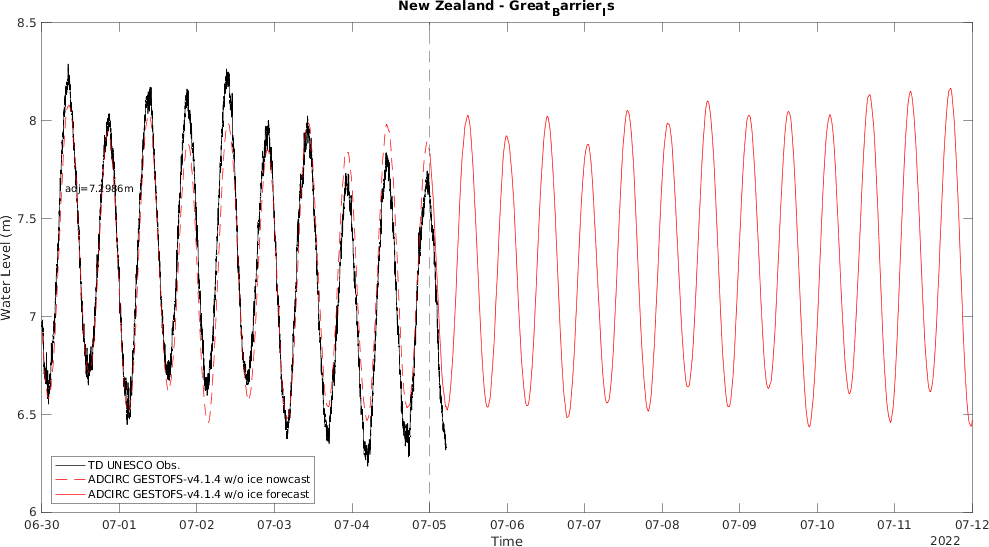 New Zealand - GreatBarrierIs
8.5
8
7.5
7
6.5
6
Water Level (m)
adj=7.2986m
TD UNESCO Obs.
ADCIRC GESTOFS-v4.1.4 w/o ice nowcast
ADCIRC GESTOFS-v4.1.4 w/o ice forecast
06-30 07-01 07-02 07-03 07-04 07-05 07-06 07-07 07-08 07-09 07-10 07-11 07-12
Time
2022